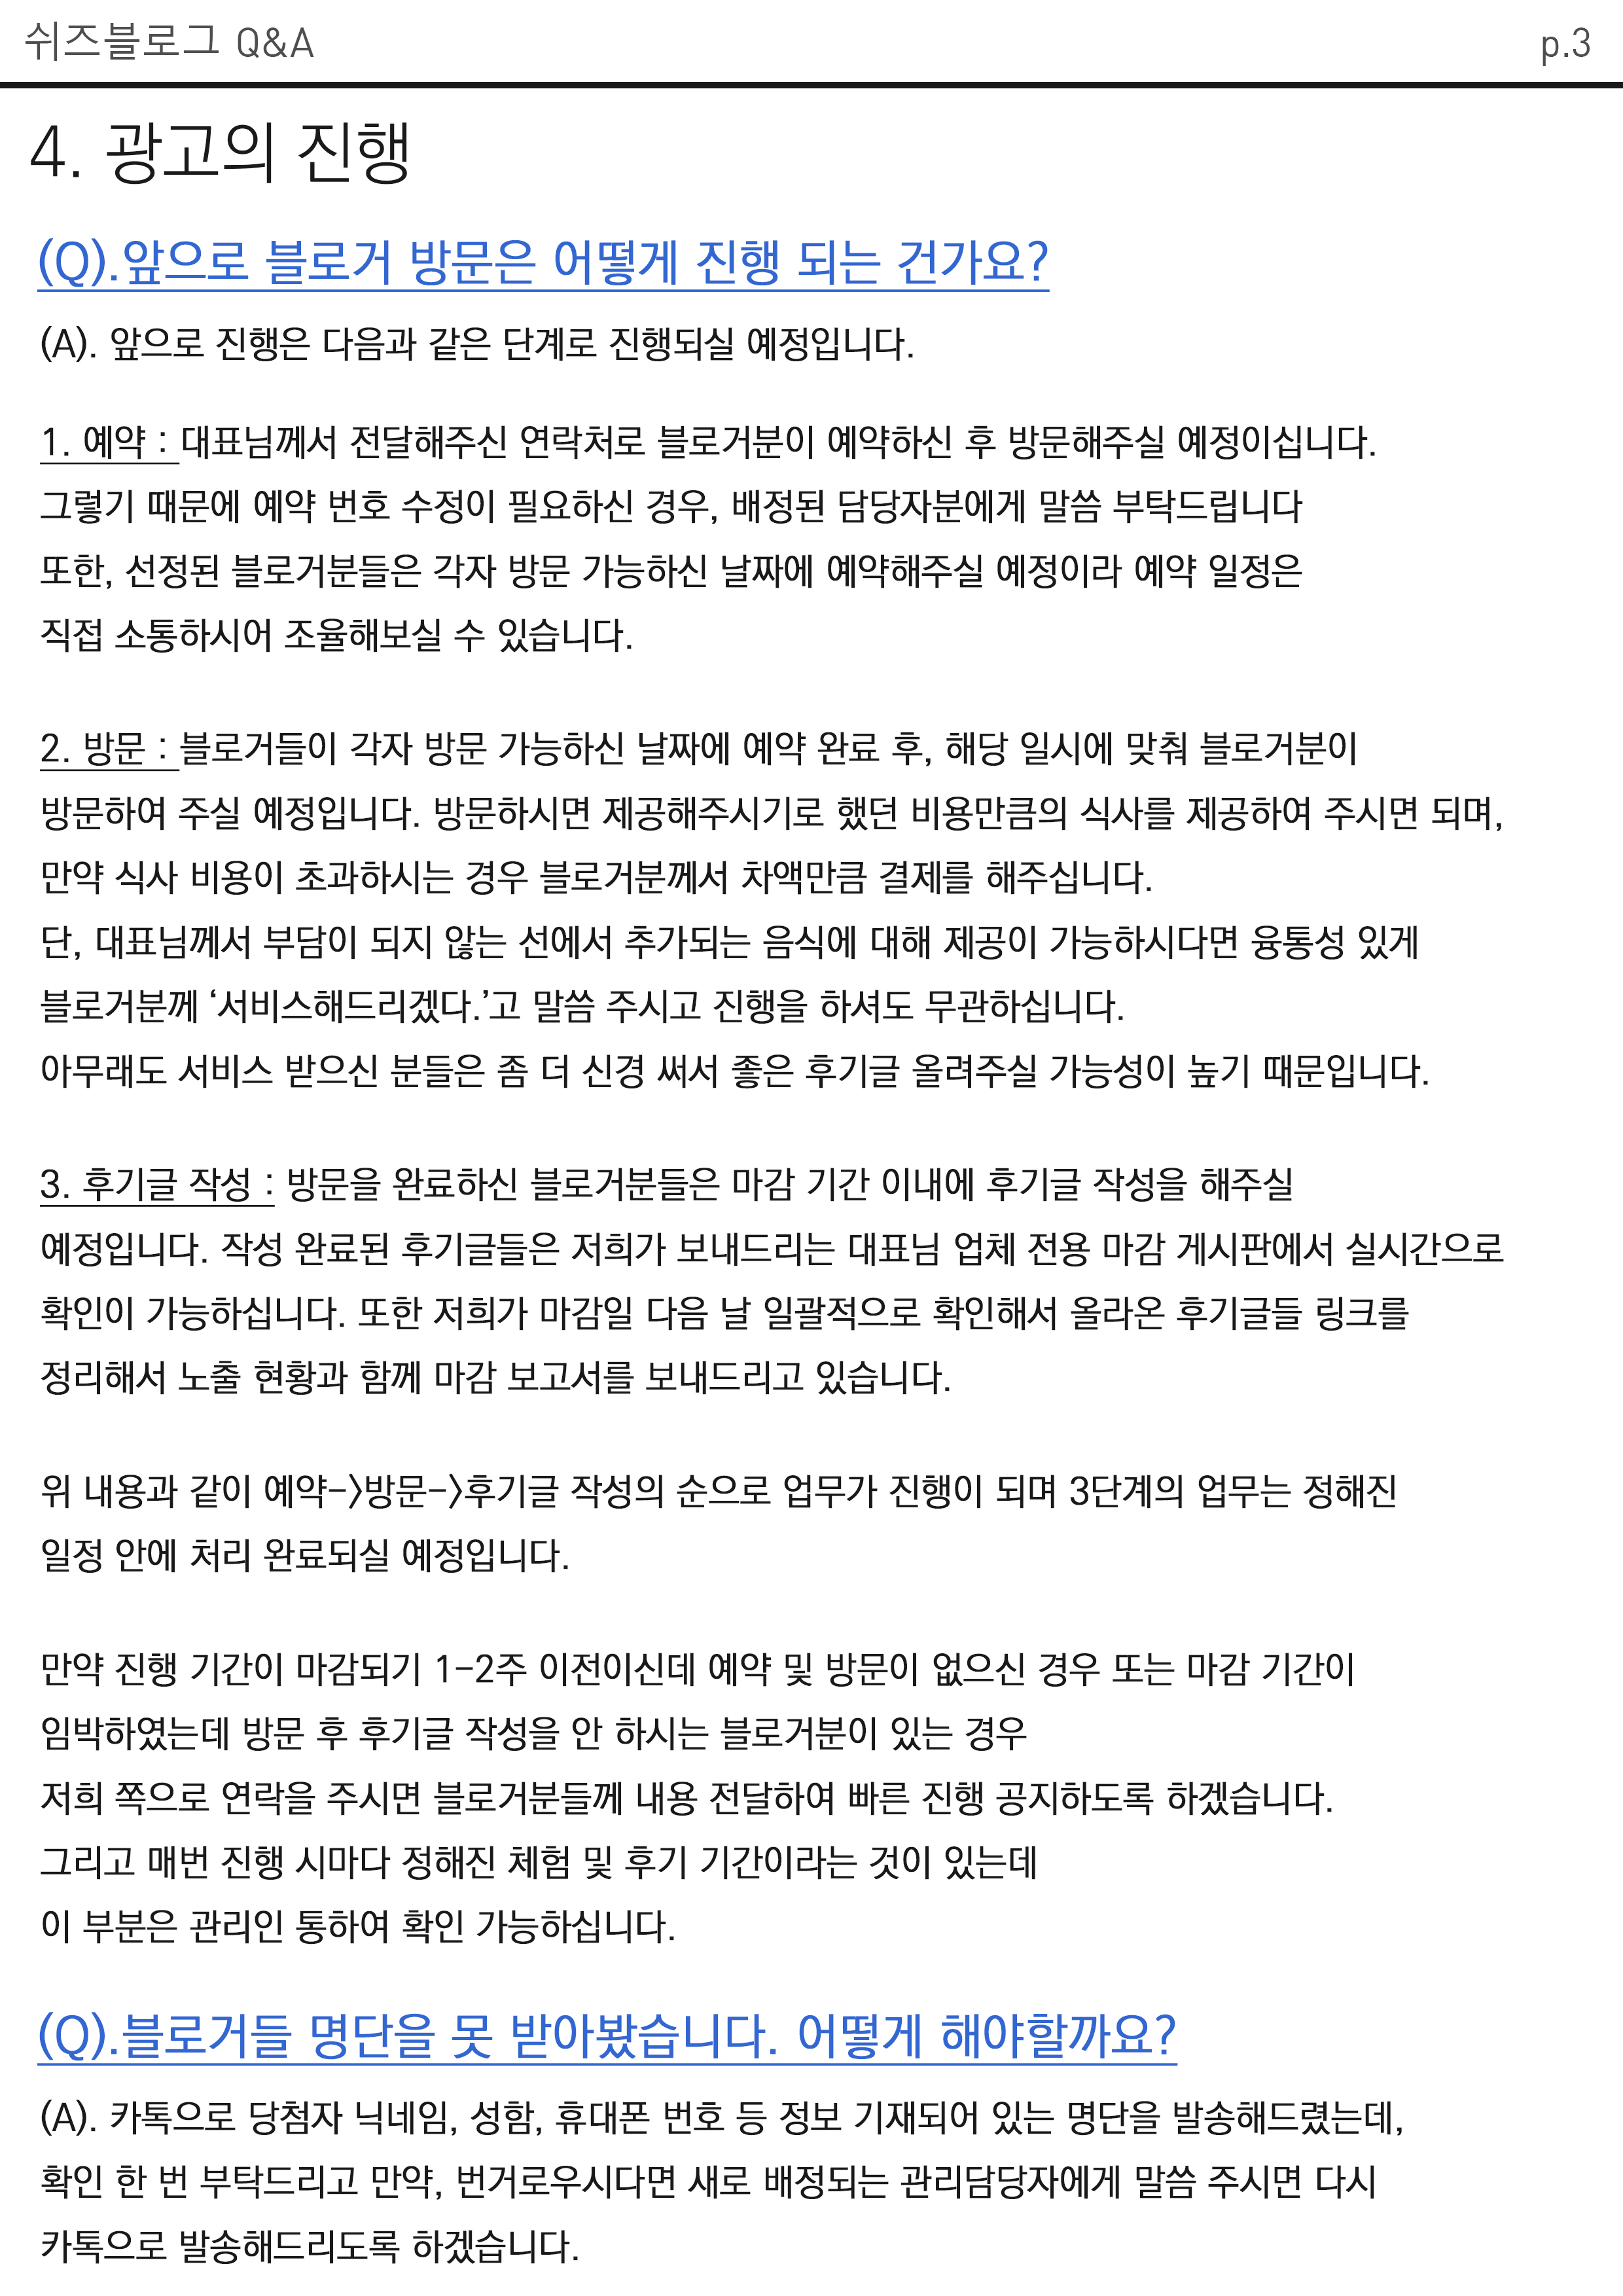 쉬즈블로그 Q&A
p.3
4. 광고의 진행
(Q).앞으로 블로거 방문은 어떻게 진행 되는 건가요?
(A). 앞으로 진행은 다음과 같은 단계로 진행되실 예정입니다.
1. 예약 : 대표님께서 전달해주신 연락처로 블로거분이 예약하신 후 방문해주실 예정이십니다.
그렇기 때문에 예약 번호 수정이 필요하신 경우, 배정된 담당자분에게 말씀 부탁드립니다
또한, 선정된 블로거분들은 각자 방문 가능하신 날짜에 예약해주실 예정이라 예약 일정은
직접 소통하시어 조율해보실 수 있습니다.
2. 방문 : 블로거들이 각자 방문 가능하신 날짜에 예약 완료 후, 해당 일시에 맞춰 블로거분이
방문하여 주실 예정입니다. 방문하시면 제공해주시기로 했던 비용만큼의 식사를 제공하여 주시면 되며,
만약 식사 비용이 초과하시는 경우 블로거분께서 차액만큼 결제를 해주십니다.
단, 대표님께서 부담이 되지 않는 선에서 추가되는 음식에 대해 제공이 가능하시다면 융통성 있게
블로거분께 ‘서비스해드리겠다.’고 말씀 주시고 진행을 하셔도 무관하십니다.
아무래도 서비스 받으신 분들은 좀 더 신경 써서 좋은 후기글 올려주실 가능성이 높기 때문입니다.
3. 후기글 작성 : 방문을 완료하신 블로거분들은 마감 기간 이내에 후기글 작성을 해주실
예정입니다. 작성 완료된 후기글들은 저희가 보내드리는 대표님 업체 전용 마감 게시판에서 실시간으로
확인이 가능하십니다. 또한 저희가 마감일 다음 날 일괄적으로 확인해서 올라온 후기글들 링크를
정리해서 노출 현황과 함께 마감 보고서를 보내드리고 있습니다.
위 내용과 같이 예약->방문->후기글 작성의 순으로 업무가 진행이 되며 3단계의 업무는 정해진
일정 안에 처리 완료되실 예정입니다.
만약 진행 기간이 마감되기 1-2주 이전이신데 예약 및 방문이 없으신 경우 또는 마감 기간이
임박하였는데 방문 후 후기글 작성을 안 하시는 블로거분이 있는 경우
저희 쪽으로 연락을 주시면 블로거분들께 내용 전달하여 빠른 진행 공지하도록 하겠습니다.
그리고 매번 진행 시마다 정해진 체험 및 후기 기간이라는 것이 있는데
이 부분은 관리인 통하여 확인 가능하십니다.
(Q).블로거들 명단을 못 받아봤습니다. 어떻게 해야할까요?
(A). 카톡으로 당첨자 닉네임, 성함, 휴대폰 번호 등 정보 기재되어 있는 명단을 발송해드렸는데,
확인 한 번 부탁드리고 만약, 번거로우시다면 새로 배정되는 관리담당자에게 말씀 주시면 다시
카톡으로 발송해드리도록 하겠습니다.